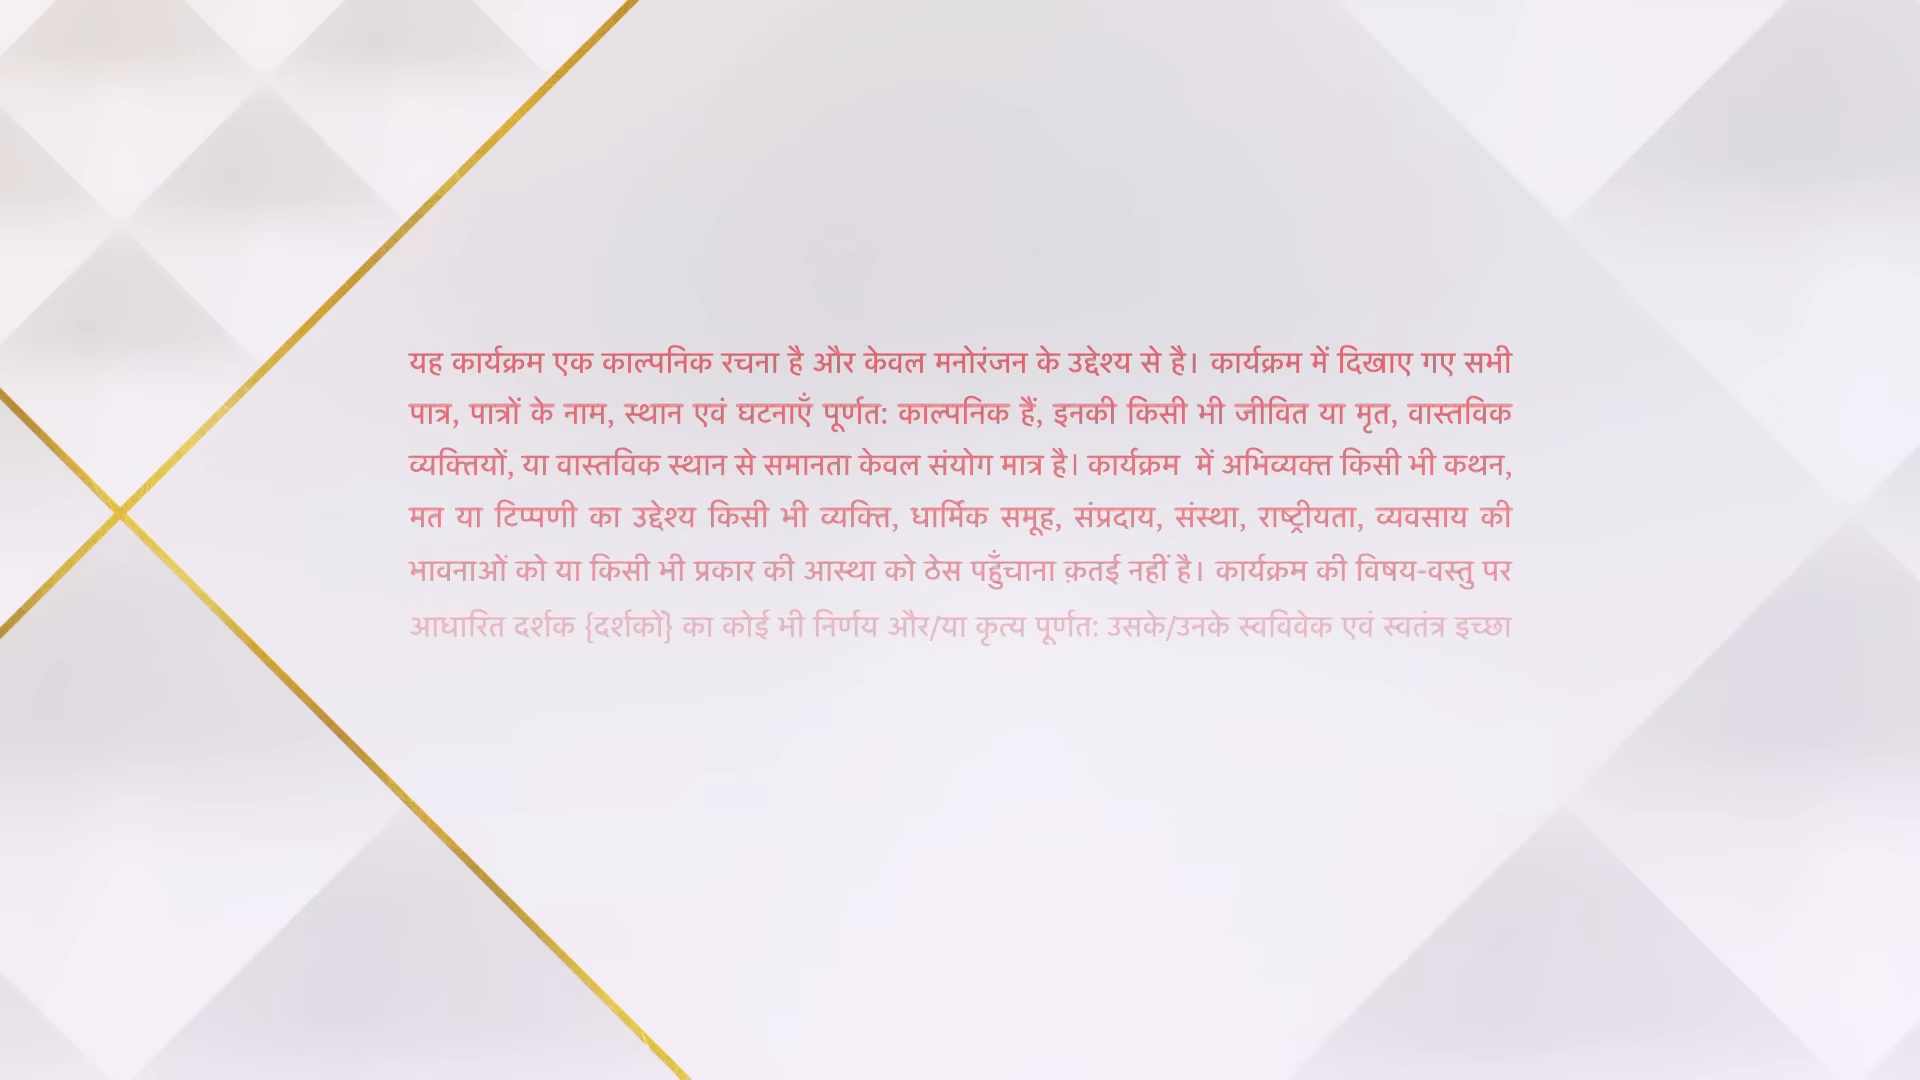 यह कार्यक्रम एक काल्पनिक रचना है और केवल मनोरंजन के उद्देश्य से है। कार्यक्रम में दिखाए गए सभी
पात्र, पात्रों के नाम, स्थान एवं घटनाएँ पूर्णत: काल्पनिक हैं, इनकी किसी भी जीवित या मृत, वास्तविक
व्यक्तियों, या वास्तविक स्थान से समानता केवल संयोग मात्र है। कार्यक्रम  में अभिव्यक्त किसी भी कथन,
मत या टिप्पणी का उद्देश्य किसी भी व्यक्ति, धार्मिक समूह, संप्रदाय, संस्था, राष्ट्रीयता, व्यवसाय की
भावनाओं को या किसी भी प्रकार की आस्था को ठेस पहुँचाना क़तई नहीं है। कार्यक्रम की विषय-वस्तु पर
आधारित दर्शक {दर्शकों} का कोई भी निर्णय और/या कृत्य पूर्णत: उसके/उनके स्वविवेक एवं स्वतंत्र इच्छा